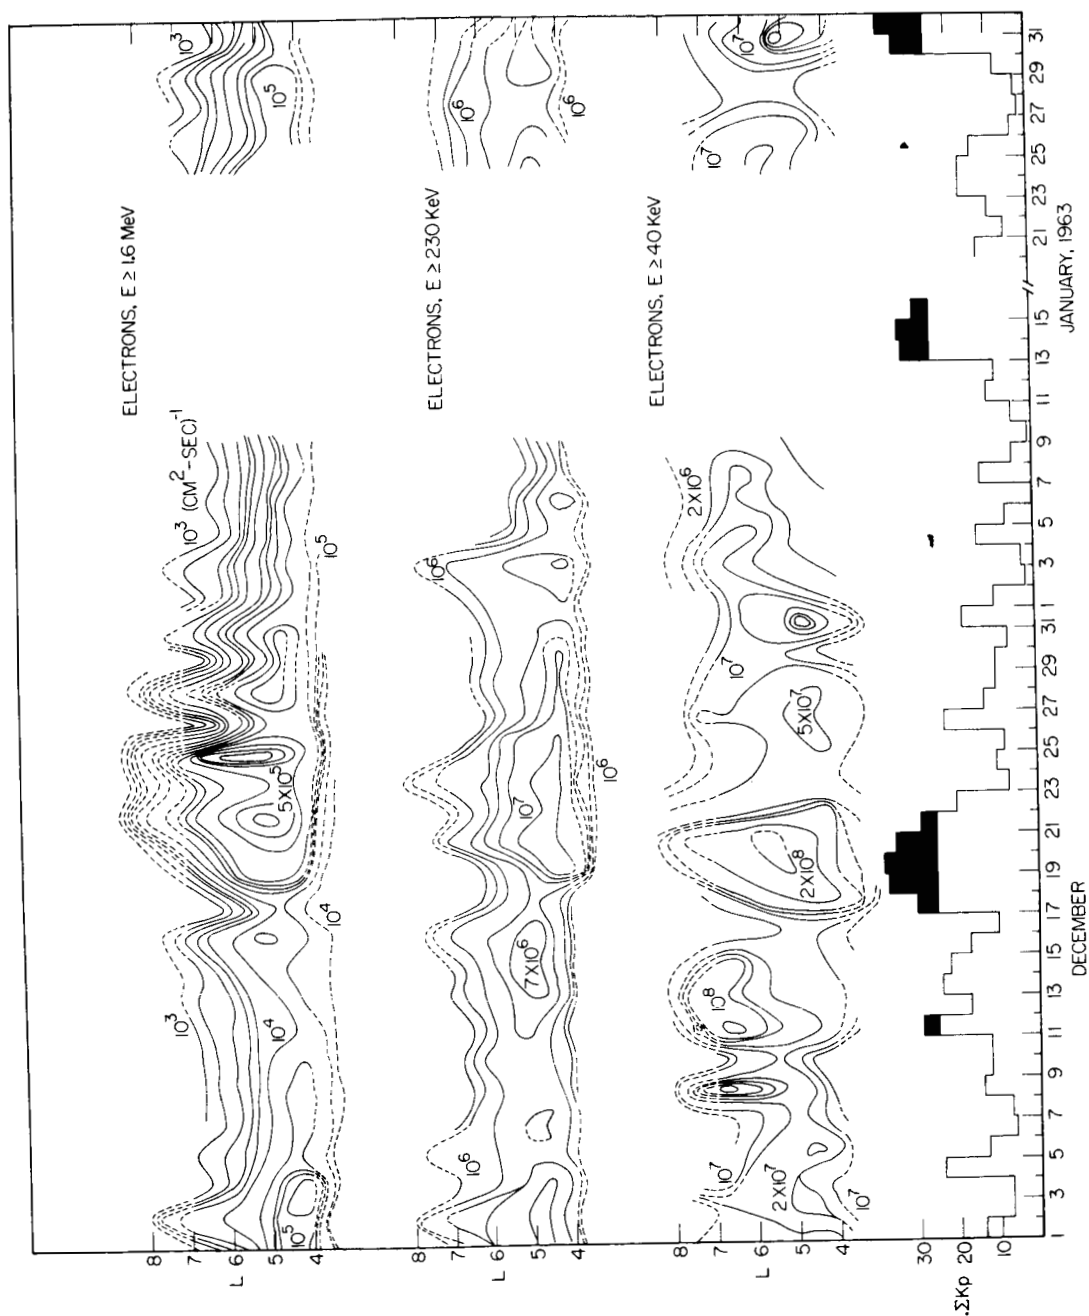 ELECTRONS, E ≥ 1.6 MeV
10³ (CM²-SEC)⁻¹
8
7
L
6
5
4
10⁵
10³
10⁴
10⁴
5X10⁵
10⁵
10³
10⁵
ELECTRONS, E ≥ 230 KeV
8
7
L
6
5
4
10⁶
7X10⁶
10⁷
10⁶
10⁶
10⁶
10⁶
ELECTRONS, E ≥ 40 KeV
8
7
L
6
5
4
10⁷
2X10⁷
10⁷
10⁸
2X10⁸
10⁷
5X10⁷
2X10⁶
10⁷
10⁷
ΣKp
30
20
10
1 3 5 7 9 11 13 15 17 19 21 23 25 27 29 31 1 3 5 7 9 11 13 15 // 21 23 25 27 29 31
DECEMBER JANUARY, 1963